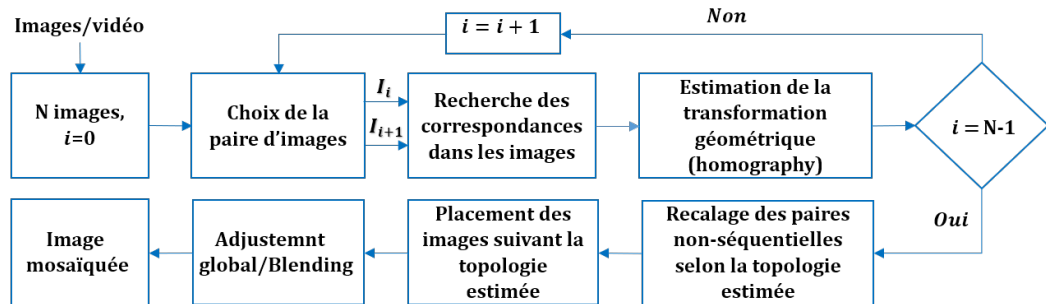 Images/vidéo
i = i + 1
Non
N images,
i=0
Choix de la
paire d'images
I_i
I_{i+1}
Recherche des
correspondances
dans les images
Estimation de la
transformation
géométrique
(homography)
i = N-1
Oui
Image
mosaïquée
Adjustemnt
global/Blending
Placement des
images suivant la
topologie
estimée
Recalage des paires
non-séquentielles
selon la topologie
estimée